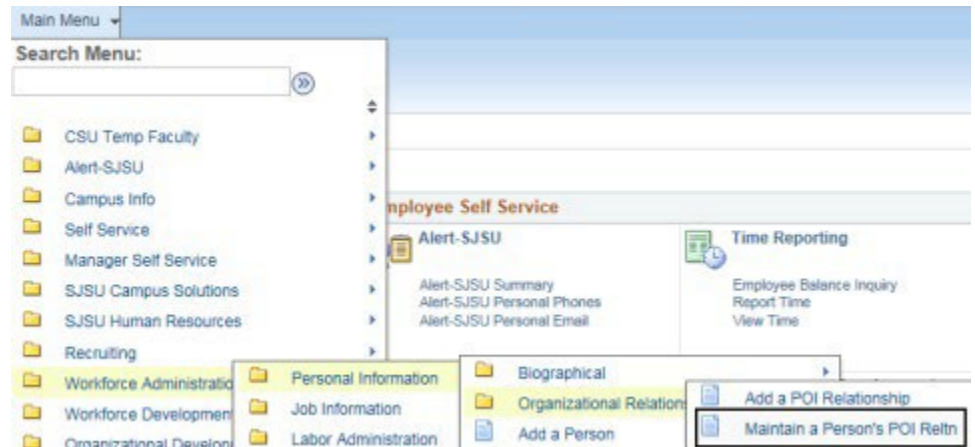 Main Menu
Search Menu:
CSU Temp Faculty
Alert-SJSU
Campus Info
Self Service
Manager Self Service
SJSU Campus Solutions
SJSU Human Resources
Recruiting
Workforce Administratio
Workforce Developmen
Organizational Develop
mployee Self Service
Alert-SJSU
Alert-SJSU Summary
Alert-SJSU Personal Phones
Alert-SJSU Personal Email
Time Reporting
Employee Balance Inquiry
Report Time
View Time
Personal Information
Job Information
Labor Administration
Biographical
Organizational Relation
Add a Person
Add a POI Relationship
Maintain a Person's POI Reltn